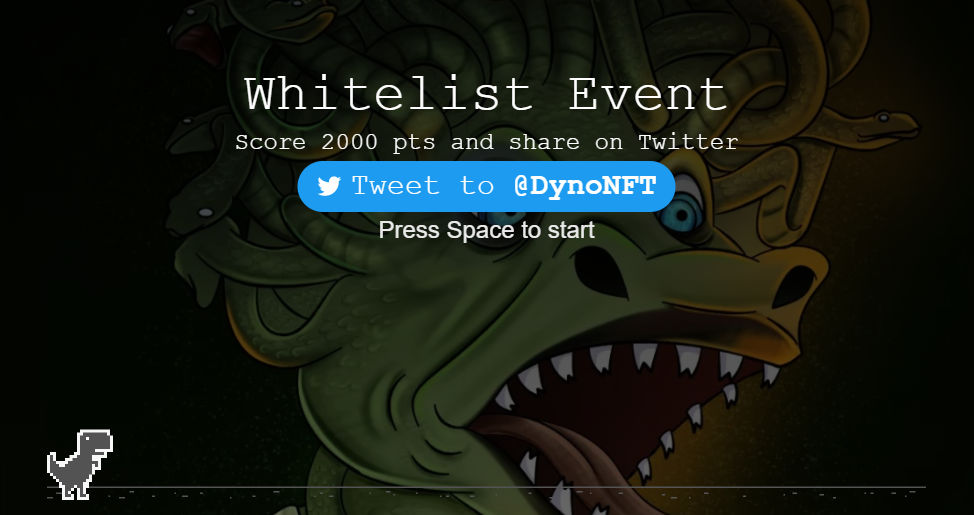 Whitelist Event
Score 2000 pts and share on Twitter
Tweet to @DynoNFT
Press Space to start